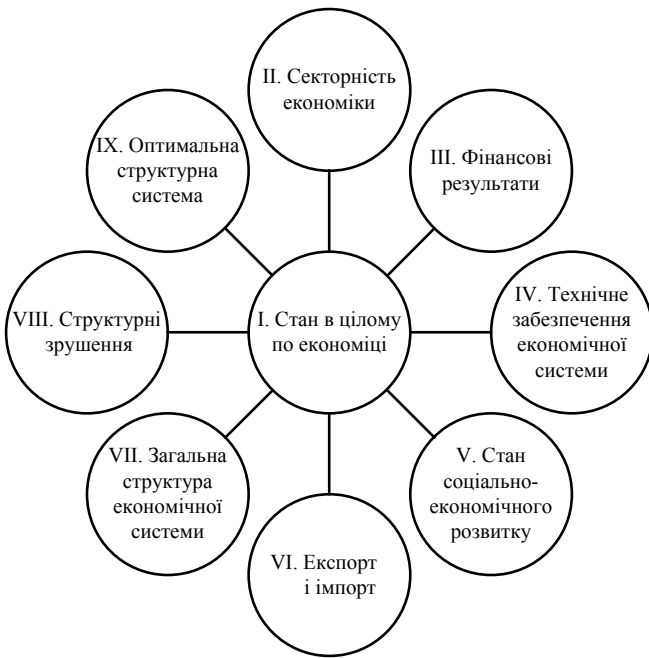 II. Секторність
економіки
IX. Оптимальна
структурна
система
III. Фінансові
результати
VIII. Структурні
зрушення
I. Стан в цілому
по економіці
IV. Технічне
забезпечення
економічної
системи
VII. Загальна
структура
економічної
системи
V. Стан
соціально-
економічного
розвитку
VI. Експорт
і імпорт